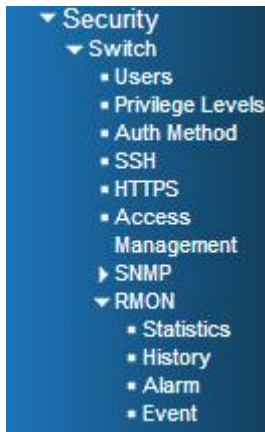 Security
Switch
Users
Privilege Levels
Auth Method
SSH
HTTPS
Access
Management
SNMP
RMON
Statistics
History
Alarm
Event